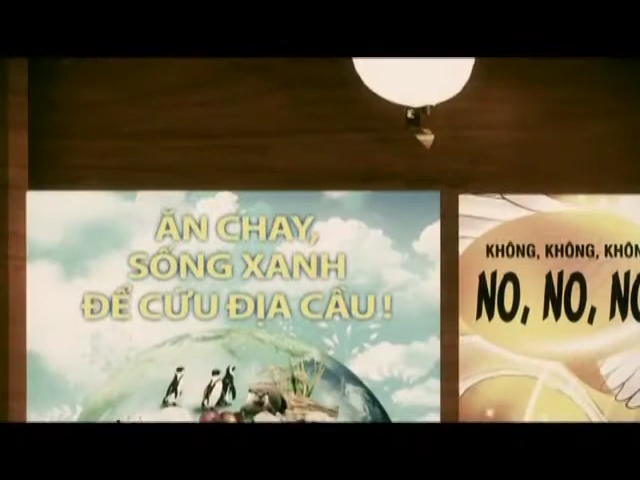 ĂN CHAY,
SỐNG XANH
ĐỂ CỨU ĐỊA CẦU!
KHÔNG, KHÔNG,
NO, NO,